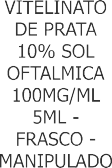 VITELINATO
DE PRATA
10% SOL
OFTALMICA
100MG/ML
5ML -
FRASCO -
MANIPULADO